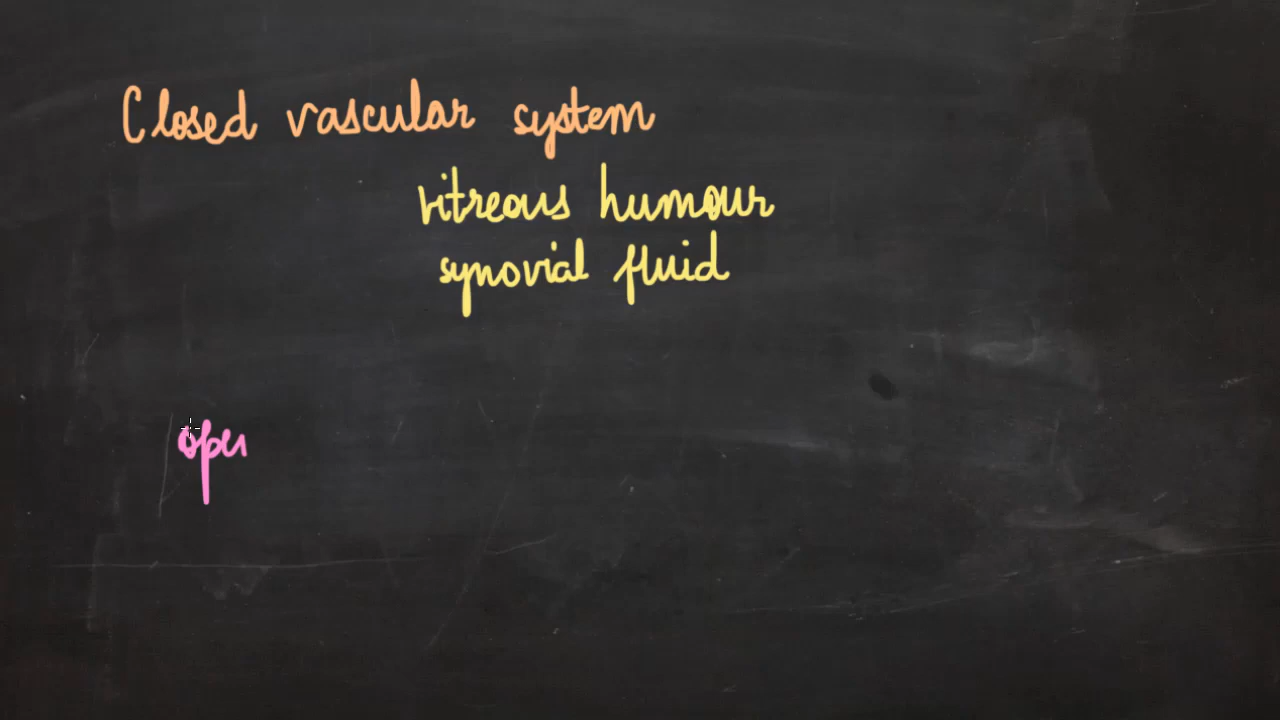 Closed vascular system
vitreous humour
synovial fluid
open